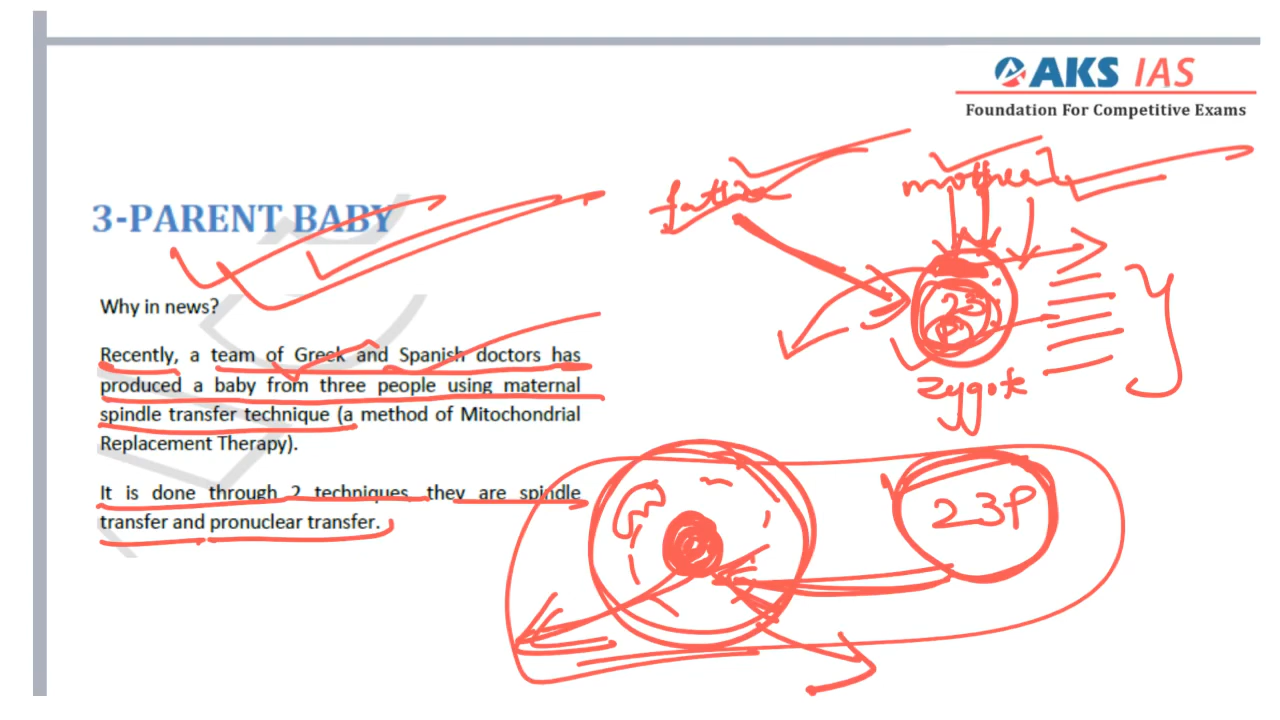 AKS IAS
Foundation For Competitive Exams
father
mother
3-PARENT BABY
23
P
Why in news?
Recently, a team of Greek and Spanish doctors has
produced a baby from three people using maternal
spindle transfer technique (a method of Mitochondrial
Replacement Therapy).
zygote
It is done through 2 techniques, they are spindle
transfer and pronuclear transfer.
23P